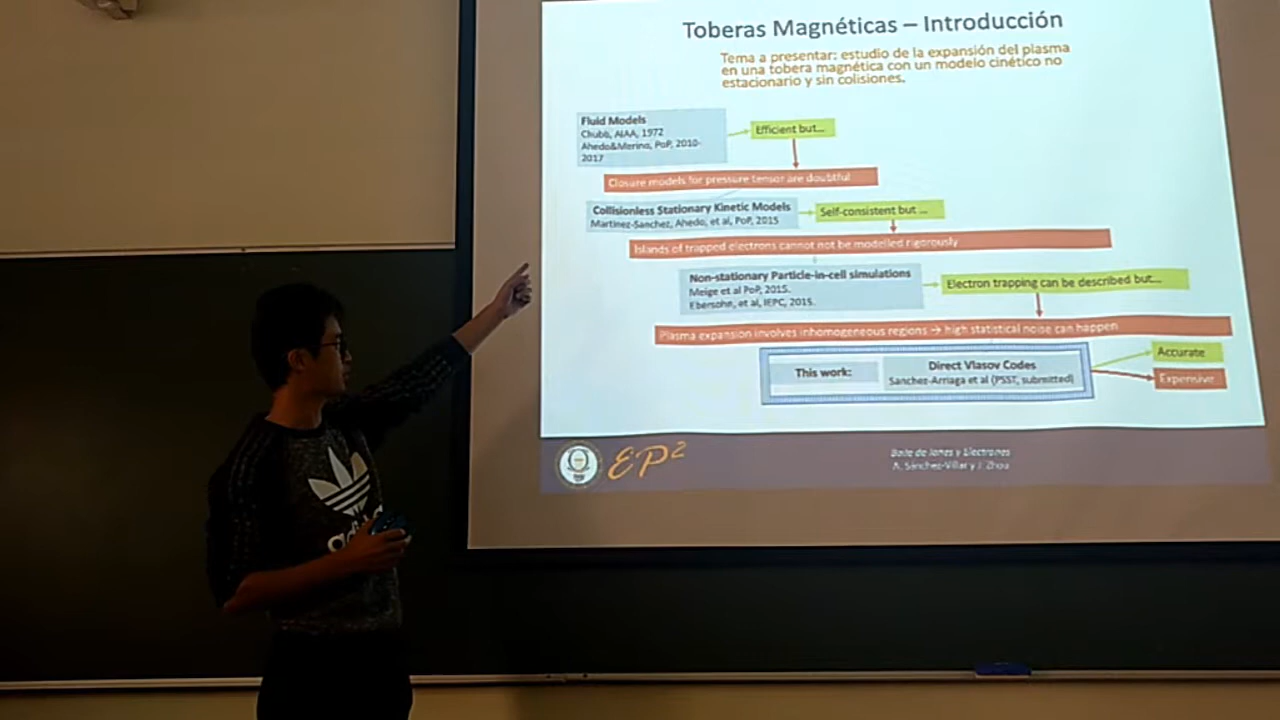 Toberas Magnéticas – Introducción
Tema a presentar: estudio de la expansión del plasma
en una tobera magnética con un modelo cinético no
estacionario y sin colisiones.
Fluid Models
Chubb, AIAA, 1972
Ahedo&Merino, PoP, 2010-
2017
Efficient but...
Closure models for pressure tensor are doubtful
Collisionless Stationary Kinetic Models
Martinez-Sanchez, Ahedo, et al, PoP, 2015
Self-consistent but ...
Islands of trapped electrons cannot not be modelled rigorously
Non-stationary Particle-in-cell simulations
Meige et al PoP, 2015.
Ebersohn, et al, IEPC, 2015.
Electron trapping can be described but...
Plasma expansion involves inhomogeneous regions → high statistical noise can happen
This work:
Direct Vlasov Codes
Sanchez-Arriaga et al (PSST, submitted)
Accurate
Expensive
EP2
Baile de Iones y Electrones
A. Sánchez-Villar y J. Zhou
adidas